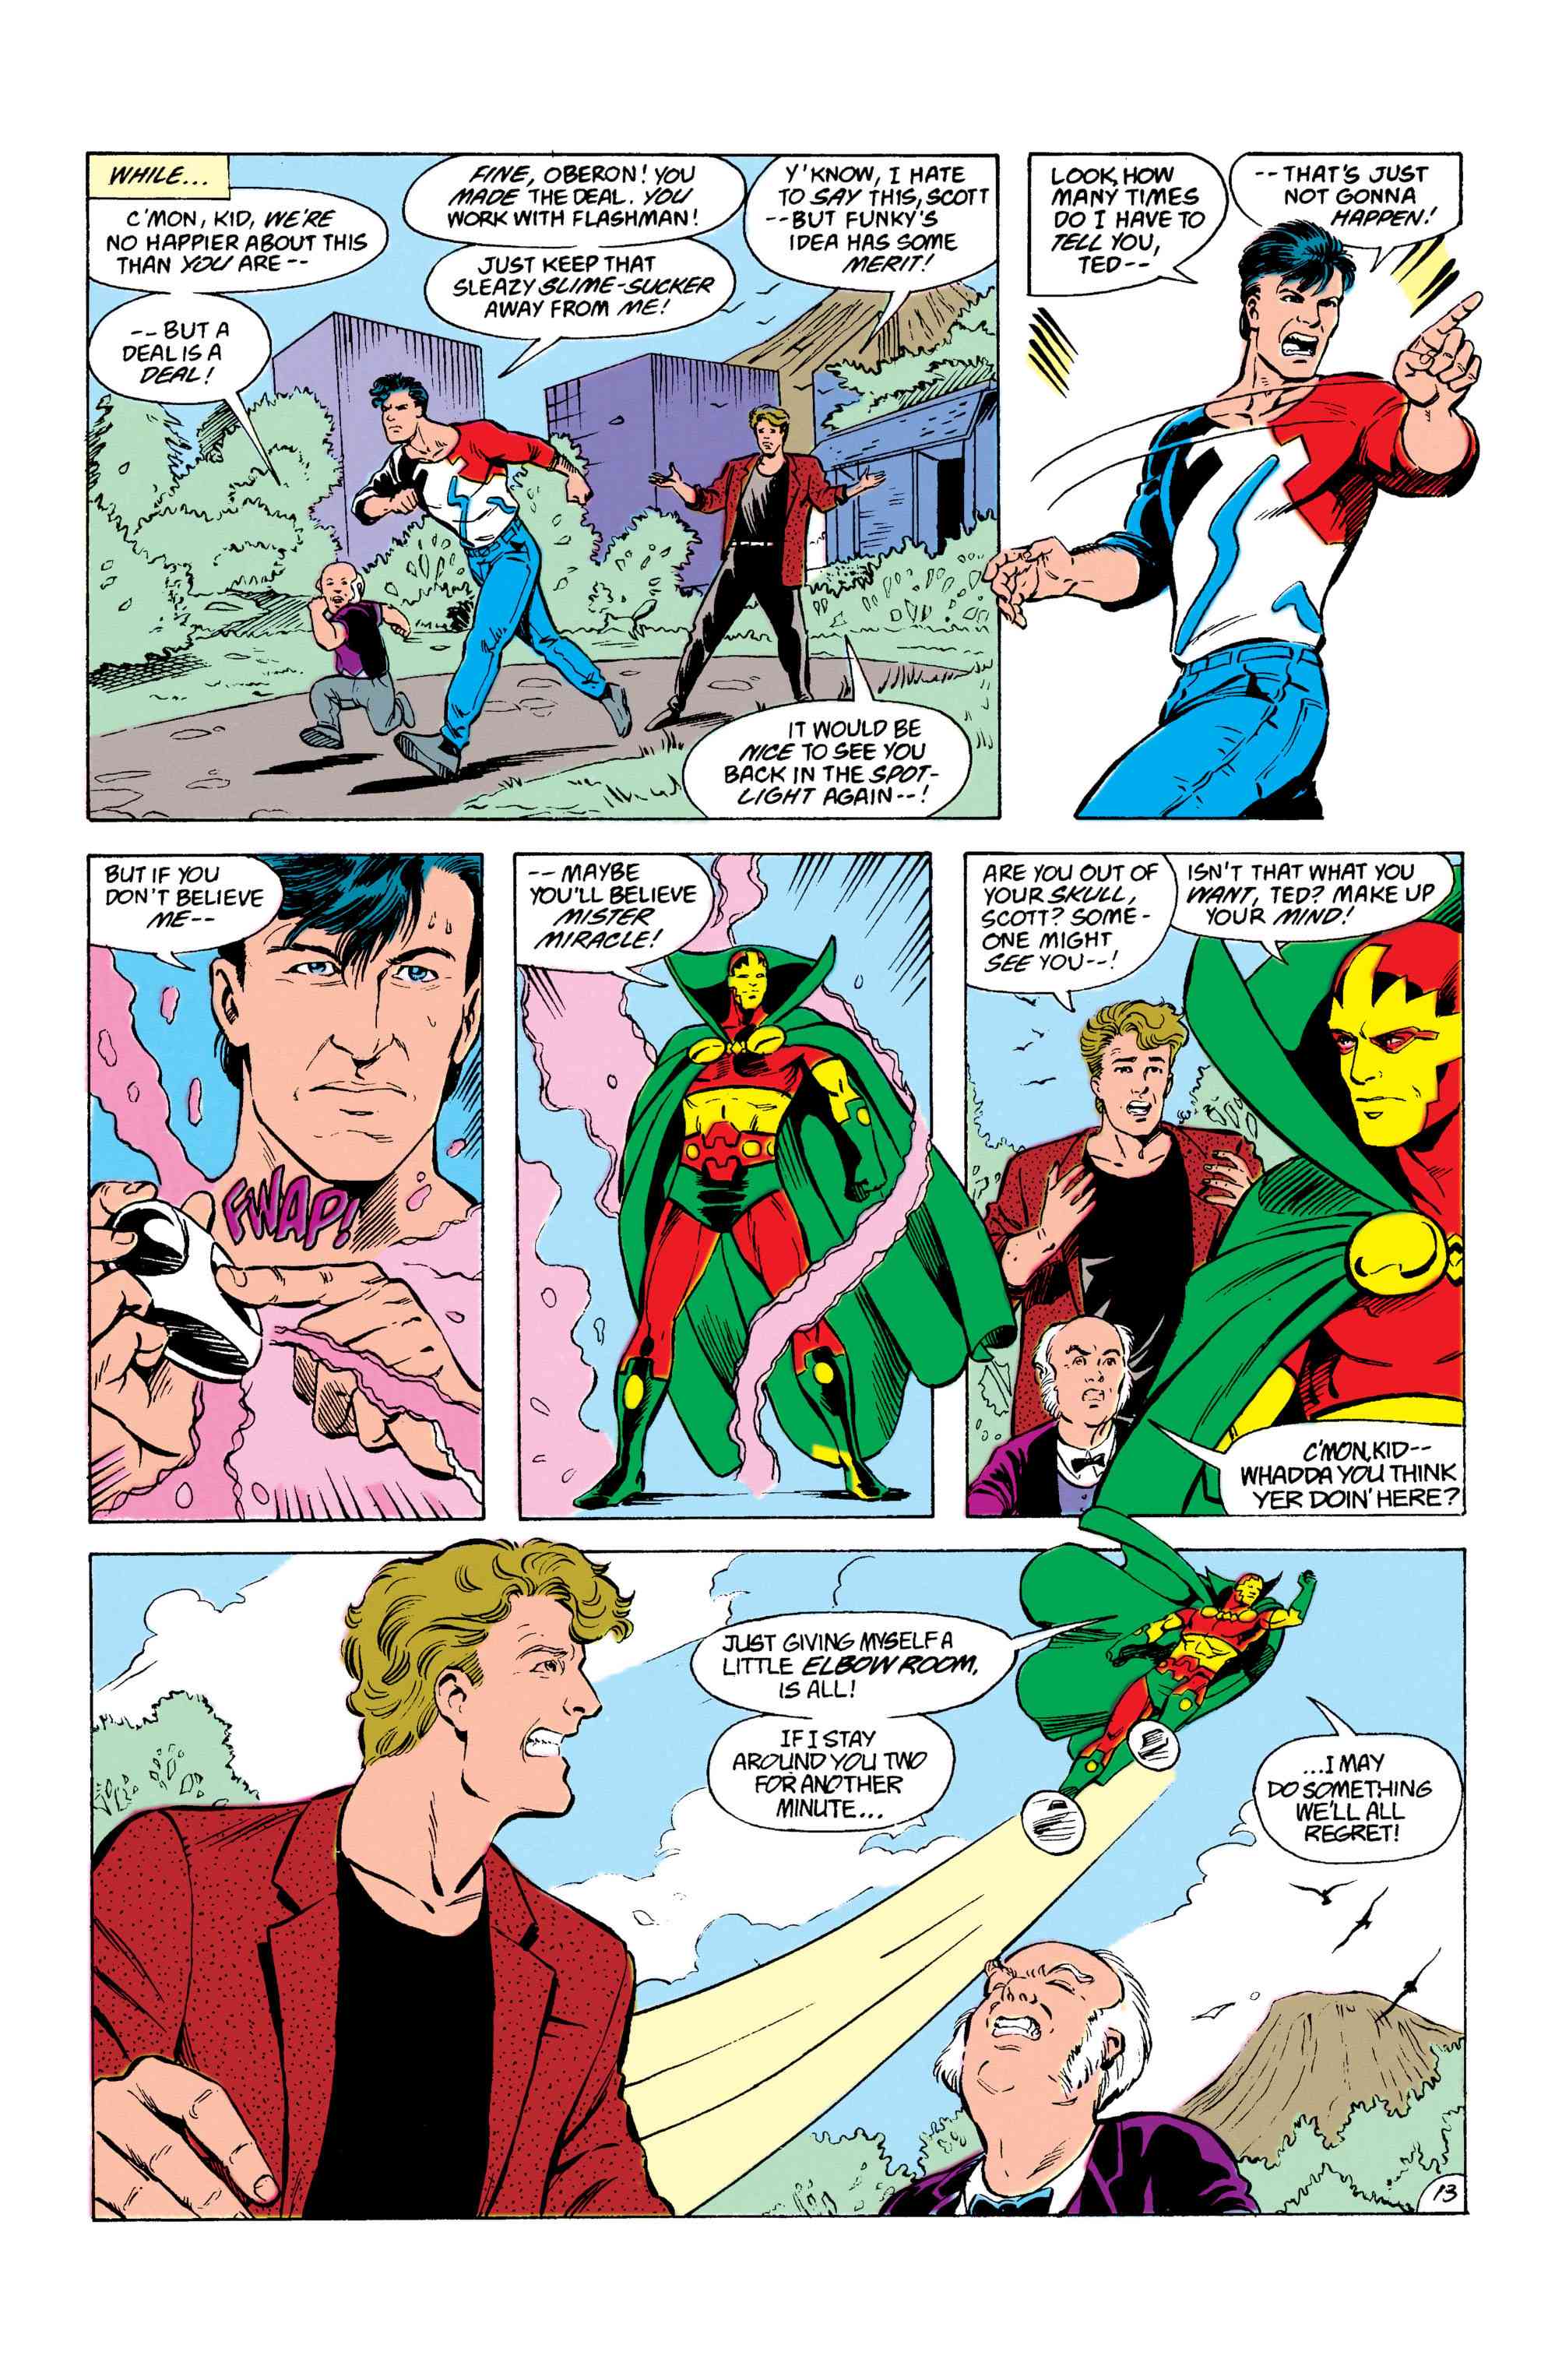 WHILE...
C'MON, KID, WE'RE
NO HAPPIER ABOUT THIS
THAN YOU ARE--
--BUT A
DEAL IS A
DEAL!
FINE, OBERON! YOU
MADE THE DEAL. YOU
WORK WITH FLASHMAN!
JUST KEEP THAT
SLEAZY SLIME-SUCKER
AWAY FROM ME!
Y'KNOW, I HATE
TO SAY THIS, SCOTT
--BUT FUNKY'S
IDEA HAS SOME
MERIT!
IT WOULD BE
NICE TO SEE YOU
BACK IN THE SPOT-
LIGHT AGAIN--!
LOOK, HOW
MANY TIMES
DO I HAVE TO
TELL YOU,
TED--
--THAT'S JUST
NOT GONNA
HAPPEN!
BUT IF YOU
DON'T BELIEVE
ME--
FWAP!
--MAYBE
YOU'LL BELIEVE
MISTER
MIRACLE!
ARE YOU OUT OF
YOUR SKULL,
SCOTT? SOME-
ONE MIGHT
SEE YOU--!
ISN'T THAT WHAT YOU
WANT, TED? MAKE UP
YOUR MIND!
C'MON, KID--
WHADDA YOU THINK
YER DOIN' HERE?
JUST GIVING MYSELF A
LITTLE ELBOW ROOM,
IS ALL!
IF I STAY
AROUND YOU TWO
FOR ANOTHER
MINUTE...
...I MAY
DO SOMETHING
WE'LL ALL
REGRET!
13